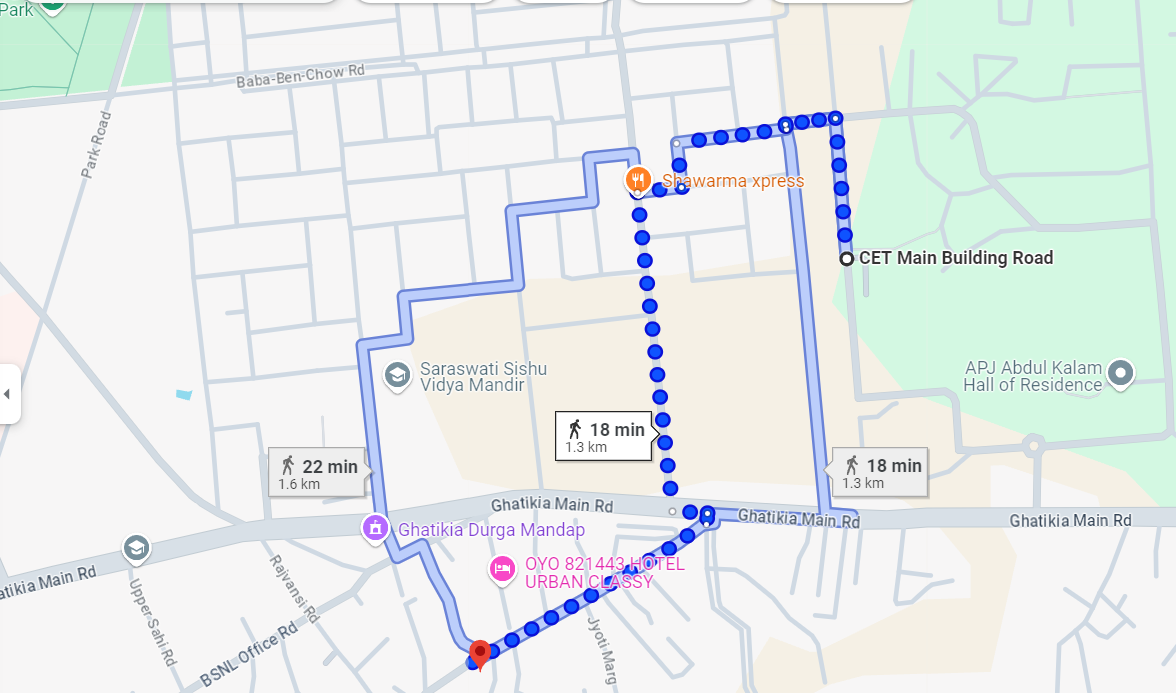 Park
Baba-Ben-Chow Rd
Park Road
Shawarma xpress
CET Main Building Road
Saraswati Sishu
Vidya Mandir
APJ Abdul Kalam
Hall of Residence
18 min
1.3 km
22 min
1.6 km
18 min
1.3 km
Ghatikia Main Rd
Ghatikia Main Rd
Ghatikia Main Rd
Ghatikia Durga Mandap
OYO 821443 HOTEL
URBAN CLASSY
atikia Main Rd
Rajvansi Rd
Upper Sahi Rd
BSNL Office Rd
Jyoti Marg